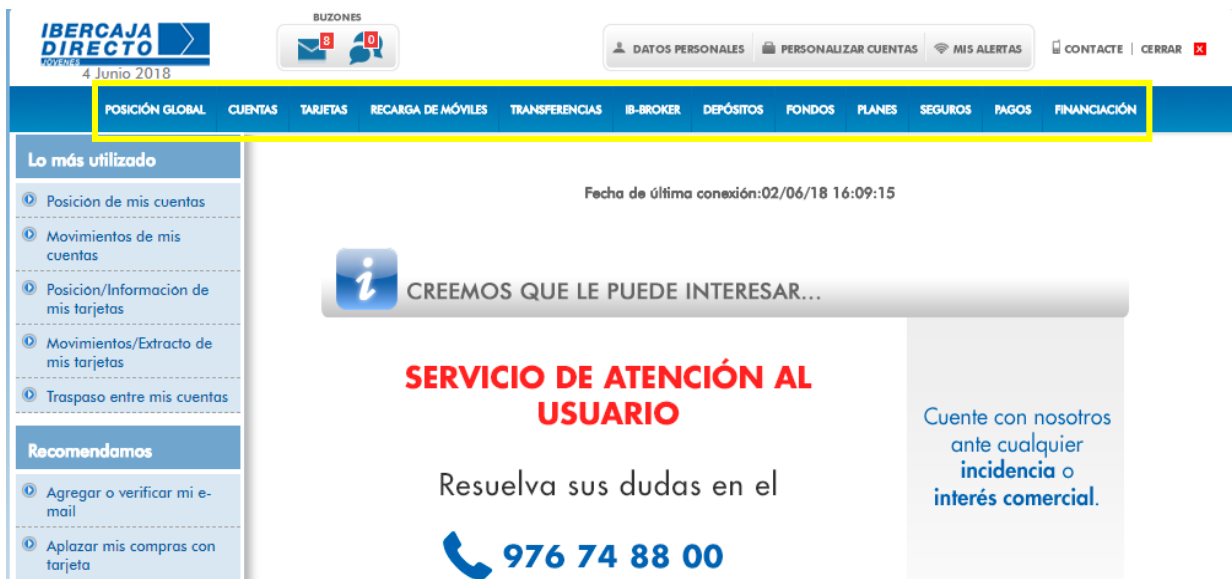 IBERCAJA
DIRECTO
JOVENES
4 Junio 2018
BUZONES
8
0
DATOS PERSONALES
PERSONALIZAR CUENTAS
MIS ALERTAS
CONTACTE | CERRAR X
POSICIÓN GLOBAL CUENTAS TARJETAS RECARGA DE MÓVILES TRANSFERENCIAS IB-BROKER DEPÓSITOS FONDOS PLANES SEGUROS PAGOS FINANCIACIÓN
Lo más utilizado
Posición de mis cuentas
Movimientos de mis
cuentas
Posición/Información de
mis tarjetas
Movimientos/Extracto de
mis tarjetas
Traspaso entre mis cuentas
Recomendamos
Agregar o verificar mi e-
mail
Aplazar mis compras con
tarjeta
Fecha de última conexión:02/06/18 16:09:15
i
CREEMOS QUE LE PUEDE INTERESAR...
SERVICIO DE ATENCIÓN AL
USUARIO
Resuelva sus dudas en el
976 74 88 00
Cuente con nosotros
ante cualquier
incidencia o
interés comercial.